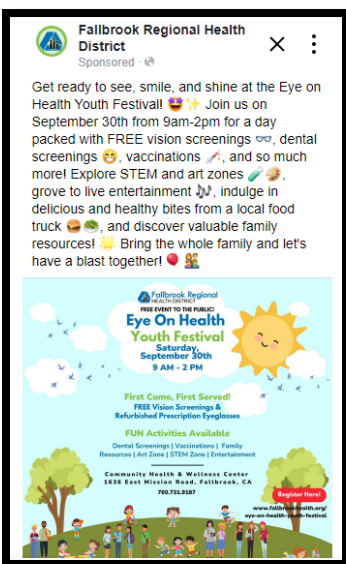 Fallbrook Regional Health
District
Sponsored ·
Get ready to see, smile, and shine at the Eye on
Health Youth Festival! 🤩✨ Join us on
September 30th from 9am-2pm for a day
packed with FREE vision screenings 👓, dental
screenings 😁, vaccinations 💉, and so much
more! Explore STEM and art zones 🧪🎨,
grove to live entertainment 🎶, indulge in
delicious and healthy bites from a local food
truck 🍔🥗, and discover valuable family
resources! 🌟 Bring the whole family and let's
have a blast together! 🎈👨‍👩‍👧‍👦
Fallbrook Regional
HEALTH DISTRICT
FREE EVENT TO THE PUBLIC!
Eye On Health
Youth Festival
Saturday,
September 30th
9 AM - 2 PM
First Come, First Served!
FREE Vision Screenings &
Refurbished Prescription Eyeglasses
FUN Activities Available
Dental Screenings | Vaccinations | Family
Resources | Art Zone | STEM Zone | Entertainment
Community Health & Wellness Center
1636 East Mission Road, Fallbrook, CA
760.731.9187
Register Here!
www.fallbrookhealth.org/
eye-on-health-youth-festival